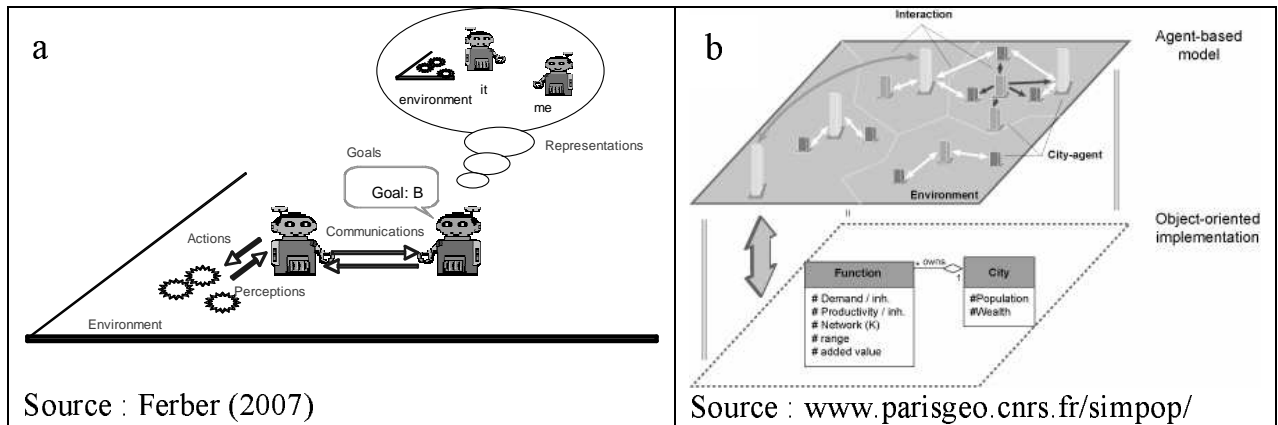 a
environment
it
me
Representations
Goals
Goal: B
Actions
Communications
Perceptions
Environment
Source : Ferber (2007)
b
Interaction
Agent-based
model
City-agent
Environment
Object-oriented
implementation
Function
* owns
1
City
# Demand / inh.
# Productivity / inh.
# Network (K)
# range
# added value
#Population
#Wealth
Source : www.parisgeo.cnrs.fr/simpop/